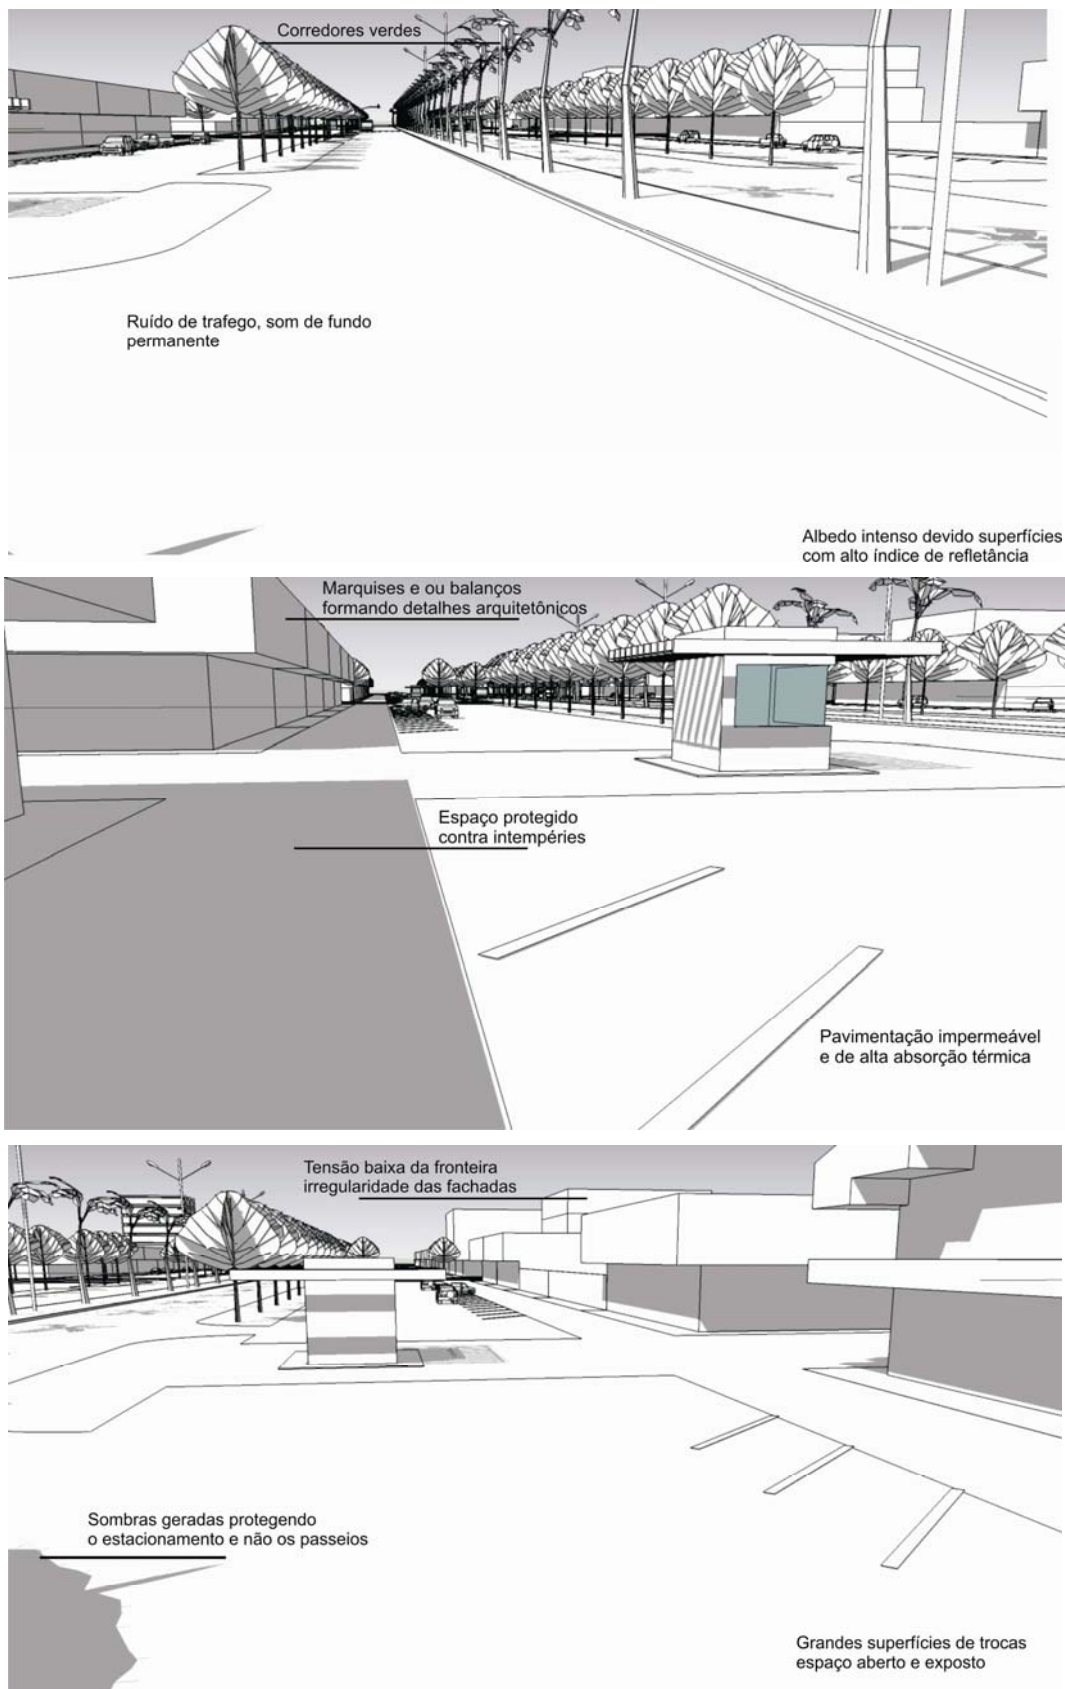 Corredores verdes
Ruído de trafego, som de fundo
permanente
Albedo intenso devido superfícies
com alto índice de refletância
Marquises e ou balanços
formando detalhes arquitetônicos
Espaço protegido
contra intempéries
Pavimentação impermeável
e de alta absorção térmica
Tensão baixa da fronteira
irregularidade das fachadas
Sombras geradas protegendo
o estacionamento e não os passeios
Grandes superfícies de trocas
espaço aberto e exposto